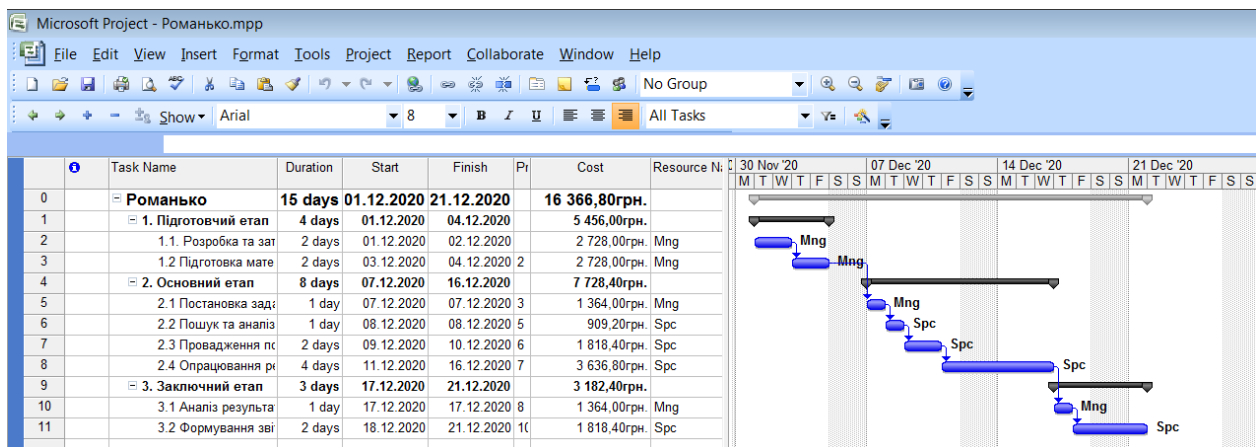 Microsoft Project - Романько.mpp
File Edit View Insert Format Tools Project Report Collaborate Window Help
No Group
Show Arial 8 B I U All Tasks
Task Name Duration Start Finish Pr Cost Resource Na 30 Nov '20 07 Dec '20 14 Dec '20 21 Dec '20
M T W T F S S M T W T F S S M T W T F S S M T W T F S S
0 Романько 15 days 01.12.2020 21.12.2020 16 366,80грн.
1 1. Підготовчий етап 4 days 01.12.2020 04.12.2020 5 456,00грн.
2 1.1. Розробка та зат 2 days 01.12.2020 02.12.2020 2 728,00грн. Mng Mng
3 1.2 Підготовка мате 2 days 03.12.2020 04.12.2020 2 2 728,00грн. Mng Mng
4 2. Основний етап 8 days 07.12.2020 16.12.2020 7 728,40грн.
5 2.1 Постановка зада 1 day 07.12.2020 07.12.2020 3 1 364,00грн. Mng Mng
6 2.2 Пошук та аналіз 1 day 08.12.2020 08.12.2020 5 909,20грн. Spc Spc
7 2.3 Провадження по 2 days 09.12.2020 10.12.2020 6 1 818,40грн. Spc Spc
8 2.4 Опрацювання ре 4 days 11.12.2020 16.12.2020 7 3 636,80грн. Spc Spc
9 3. Заключний етап 3 days 17.12.2020 21.12.2020 3 182,40грн.
10 3.1 Аналіз результа 1 day 17.12.2020 17.12.2020 8 1 364,00грн. Mng Mng
11 3.2 Формування зві 2 days 18.12.2020 21.12.2020 10 1 818,40грн. Spc Spc